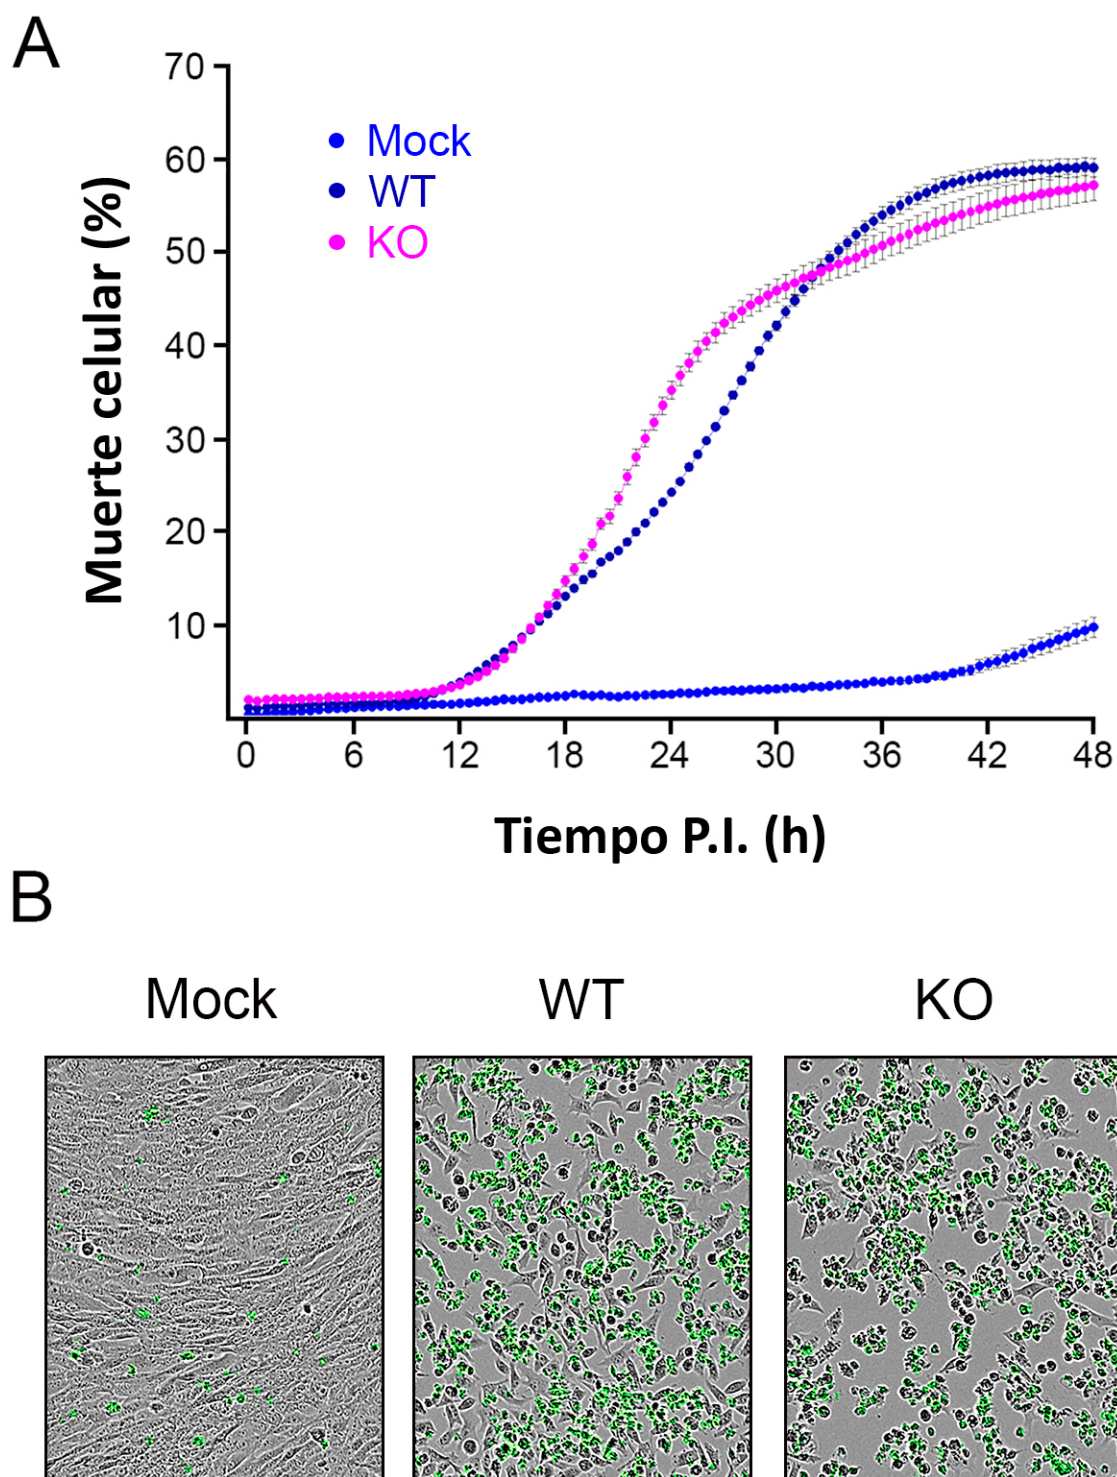 A
70
60
50
40
30
20
10
Muerte celular (%)
Mock
WT
KO
0 6 12 18 24 30 36 42 48
Tiempo P.I. (h)
B
Mock WT KO